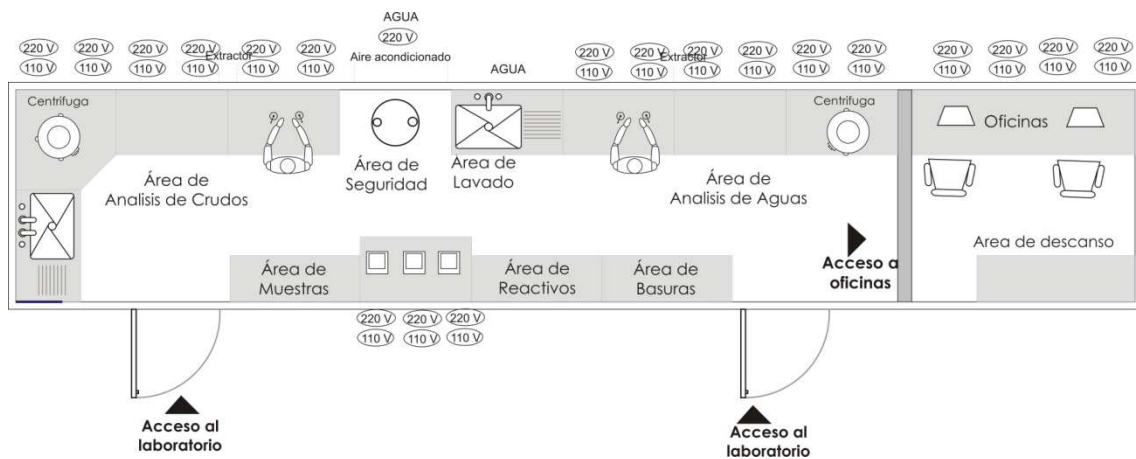 AGUA
220 V
220 V 220 V 220 V 220 V 220 V 220 V
Extractor
110 V 110 V 110 V 110 V 110 V 110 V
Aire acondicionado
AGUA
220 V 220 V 220 V 220 V 220 V 220 V
Extractor
110 V 110 V 110 V 110 V 110 V 110 V
220 V 220 V 220 V 220 V
110 V 110 V 110 V 110 V
Centrifuga
Área de
Analisis de Crudos
Área de
Seguridad
Área de
Lavado
Área de
Analisis de Aguas
Centrifuga
Oficinas
Área de
Muestras
Área de
Reactivos
Área de
Basuras
Acceso a
oficinas
Area de descanso
220 V 220 V 220 V
110 V 110 V 110 V
Acceso al
laboratorio
Acceso al
laboratorio